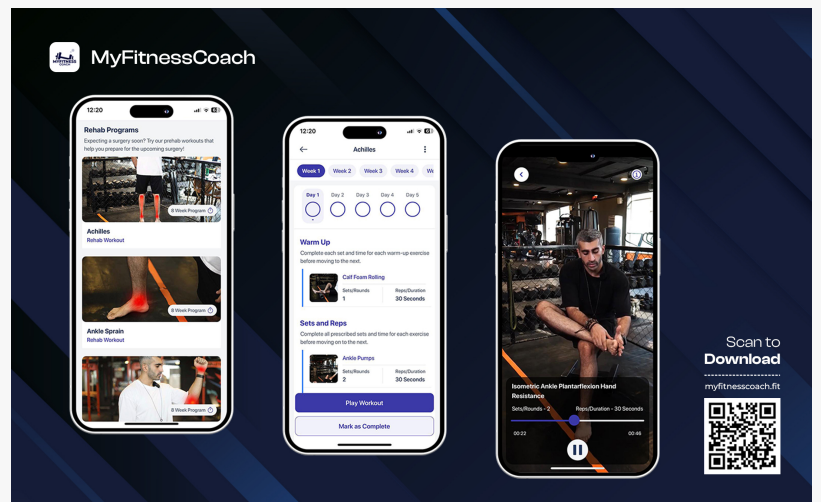 MYFITNESS
COACH
MyFitnessCoach
12:20
Rehab Programs
Expecting a surgery soon? Try our prehab workouts that
help you prepare for the upcoming surgery!
8 Week Program
Achilles
Rehab Workout
8 Week Program
Ankle Sprain
Rehab Workout
8 Week Program
12:20
Achilles
Week 1 Week 2 Week 3 Week 4 We
Day 1 Day 2 Day 3 Day 4 Day 5
Warm Up
Complete each set and time for each warm-up exercise
before moving to the next.
Calf Foam Rolling
Sets/Rounds Reps/Duration
1 30 Seconds
Sets and Reps
Complete all prescribed sets and time for each exercise
before moving on to the next.
Ankle Pumps
Sets/Rounds Reps/Duration
2 30 Seconds
Play Workout
Mark as Complete
Isometric Ankle Plantarflexion Hand
Resistance
Sets/Rounds - 2 Reps/Duration - 30 Seconds
00:22 00:46
Scan to
Download
myfitnesscoach.fit